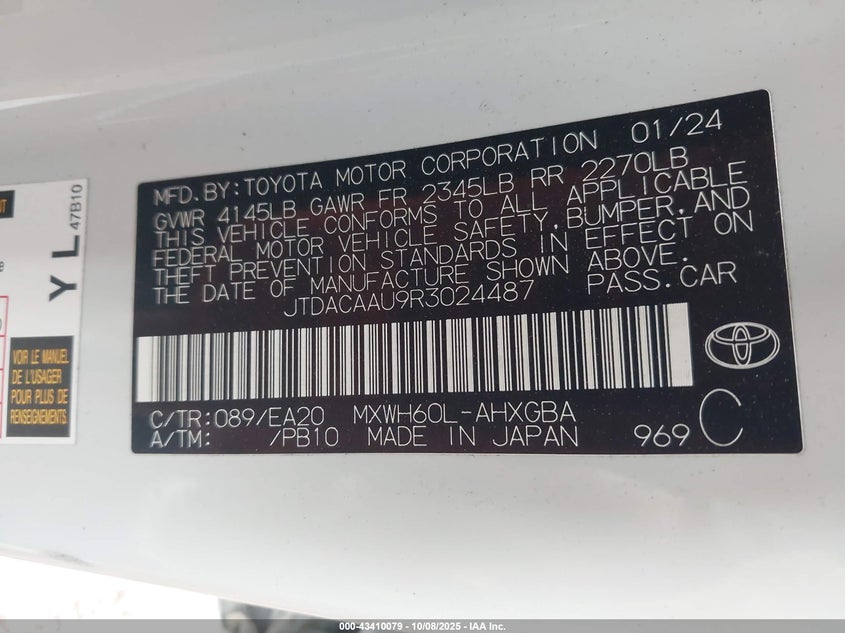 MFD.BY:TOYOTA MOTOR CORPORATION 01/24
GVWR 4145LB GAWR FR 2345LB RR 2270LB
THIS VEHICLE CONFORMS TO ALL APPLICABLE
FEDERAL MOTOR VEHICLE SAFETY,BUMPER,AND
THEFT PREVENTION STANDARDS IN EFFECT ON
THE DATE OF MANUFACTURE SHOWN ABOVE.
JTDACAAU9R3024487 PASS.CAR
C/TR:089/EA20 MXWH60L-AHXGBA
A/TM: /PB10 MADE IN JAPAN 969 C
YL
47B10
VOIR LE MANUEL
DE L'USAGER
POUR PLUS DE
RENSEIGNEMENTS.
000-43410079 - 10/08/2025 - IAA Inc.